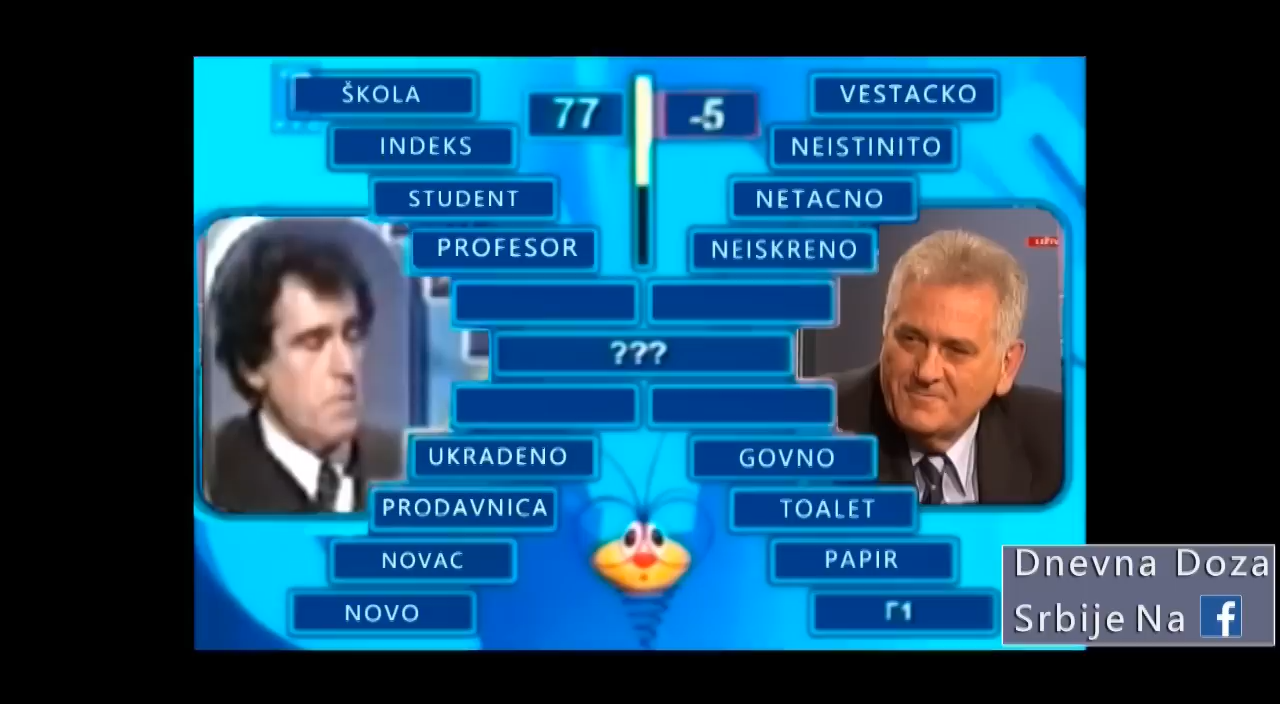 ŠKOLA
77
-5
VESTACKO
INDEKS
NEISTINITO
STUDENT
NETACNO
PROFESOR
NEISKRENO
???
UKRADENO
GOVNO
PRODAVNICA
TOALET
NOVAC
PAPIR
NOVO
Г1
Dnevna Doza
Srbije Na f